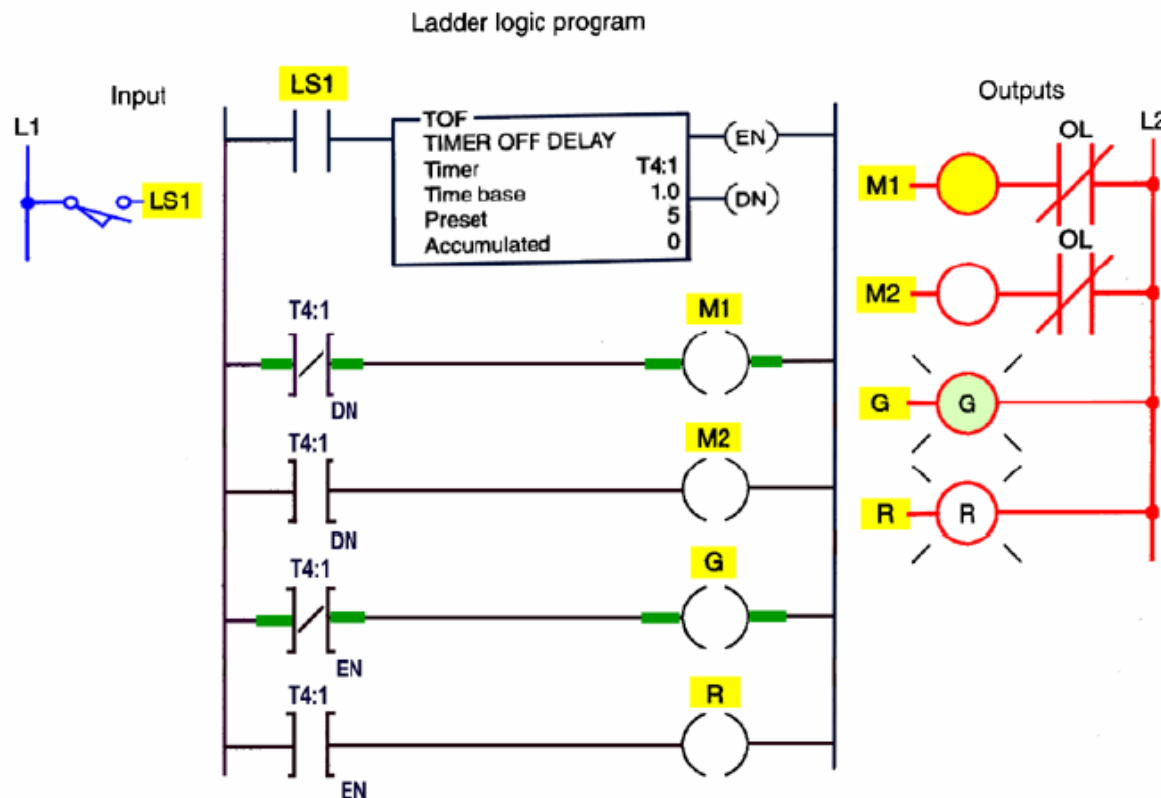 Ladder logic program
Input
LS1
Outputs
L1
OL
L2
TOF
TIMER OFF DELAY
Timer T4:1
Time base 1.0
Preset 5
Accumulated 0
EN
DN
LS1
M1
OL
M2
T4:1
M1
DN
G
G
T4:1
M2
DN
R
R
T4:1
G
EN
T4:1
R
EN